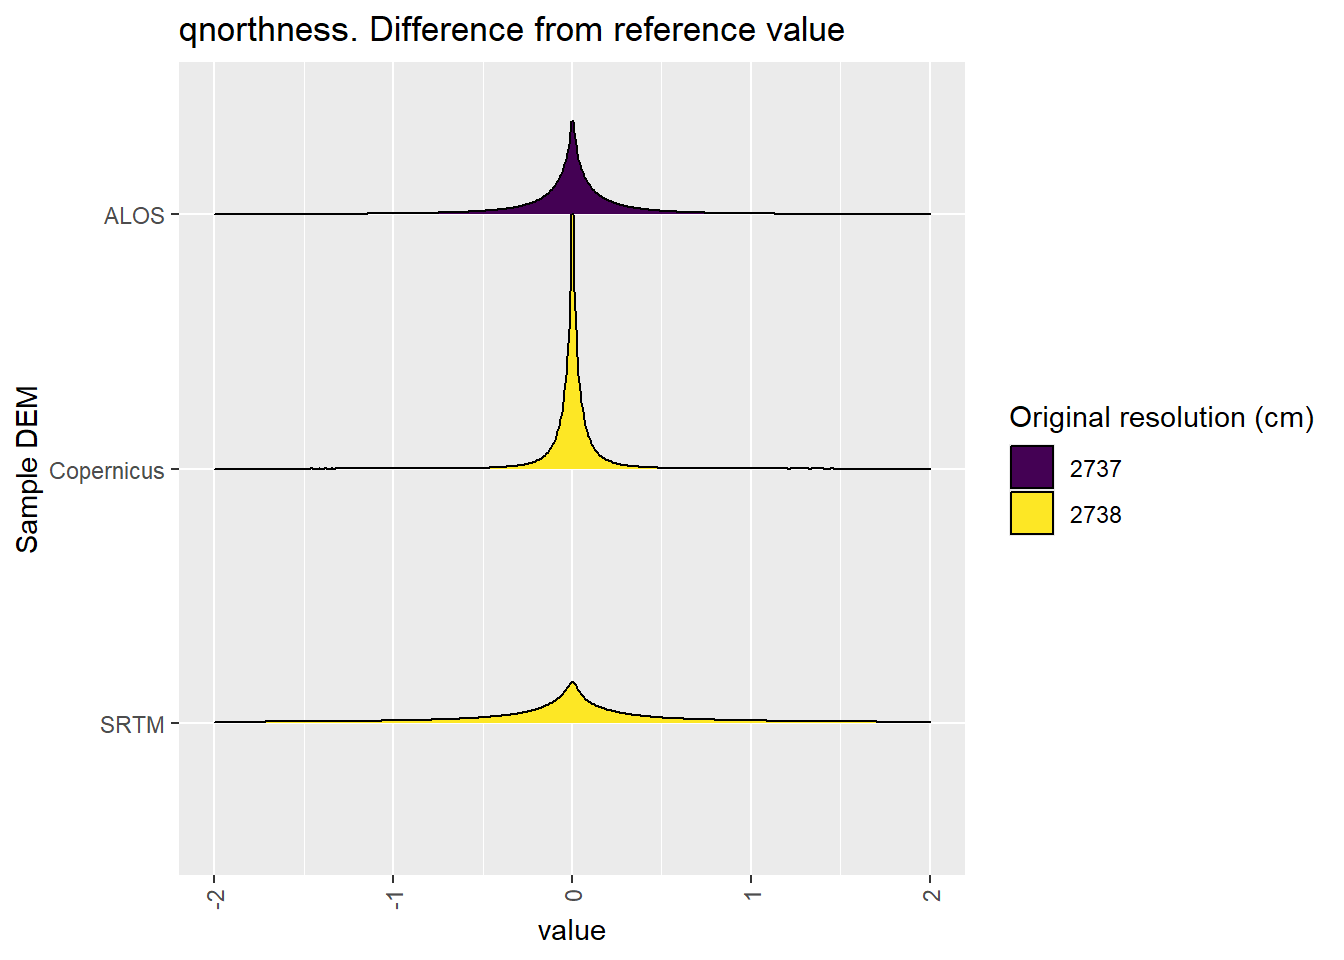 qnorthness. Difference from reference value
Sample DEM
ALOS
Copernicus
SRTM
-2
-1
0
1
2
value
Original resolution (cm)
2737
2738